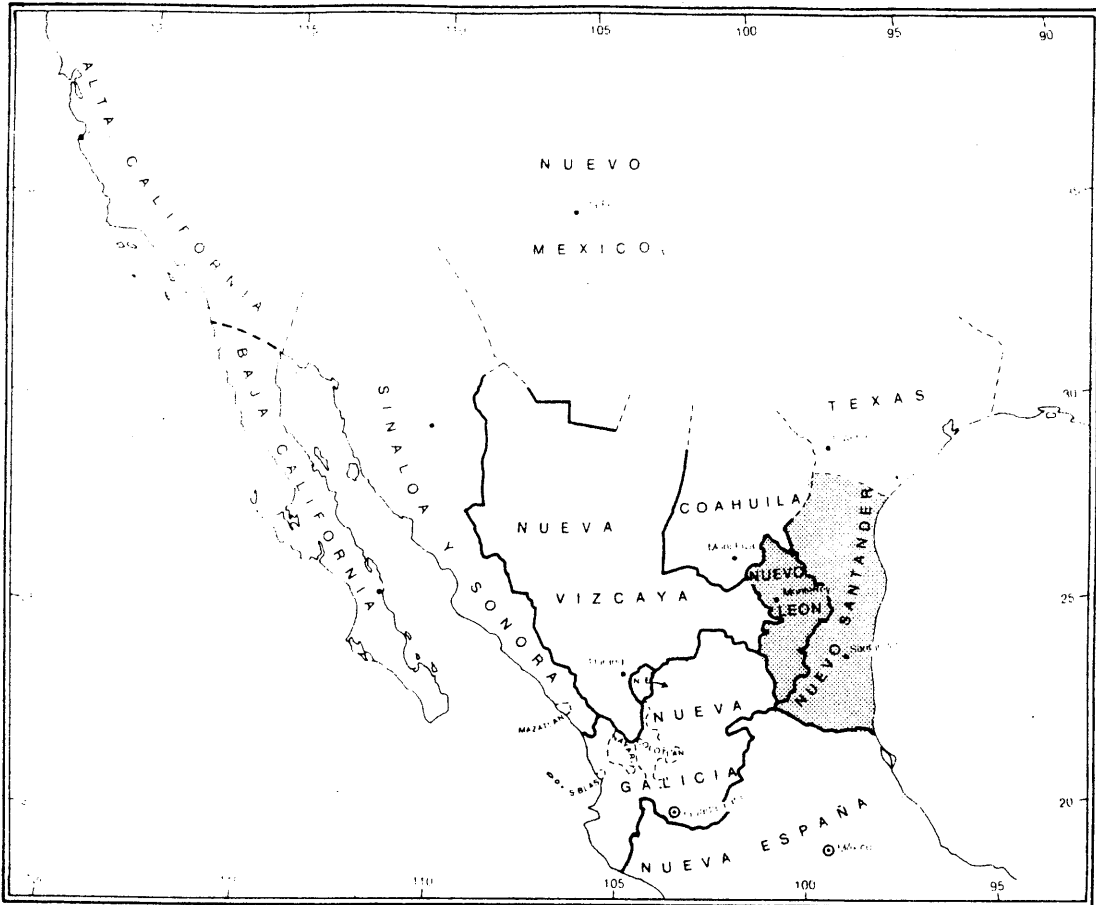 105
100
95
90
ALTA CALIFORNIA
NUEVO
MEXICO
BAJA CALIFORNIA
SINALOA Y SONORA
TEXAS
30
COAHUILA
NUEVA
VIZCAYA
NUEVO
LEON
NUEVO SANTANDER
25
N.E.
NUEVA
GALICIA
MAZATLAN
S BLAS
20
NUEVA ESPAÑA
110
105
100
95